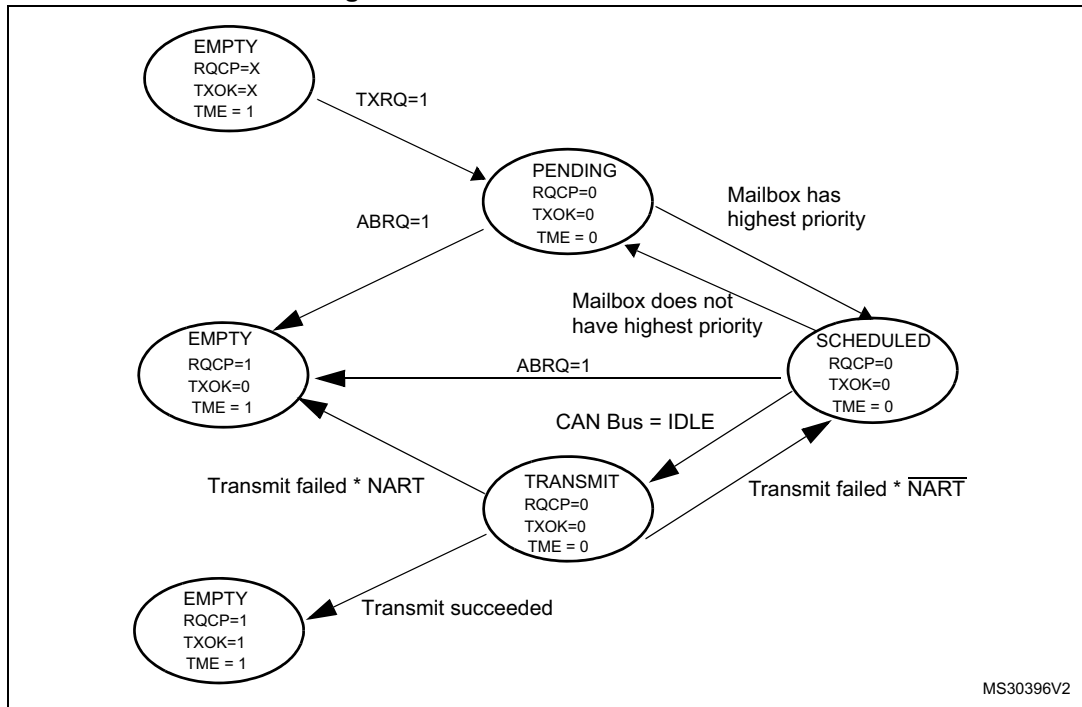 EMPTY
RQCP=X
TXOK=X
TME = 1
TXRQ=1
PENDING
RQCP=0
TXOK=0
TME = 0
Mailbox has
highest priority
ABRQ=1
Mailbox does not
have highest priority
EMPTY
RQCP=1
TXOK=0
TME = 1
ABRQ=1
SCHEDULED
RQCP=0
TXOK=0
TME = 0
CAN Bus = IDLE
Transmit failed * NART
TRANSMIT
RQCP=0
TXOK=0
TME = 0
Transmit failed * N̅A̅R̅T̅
EMPTY
RQCP=1
TXOK=1
TME = 1
Transmit succeeded
MS30396V2